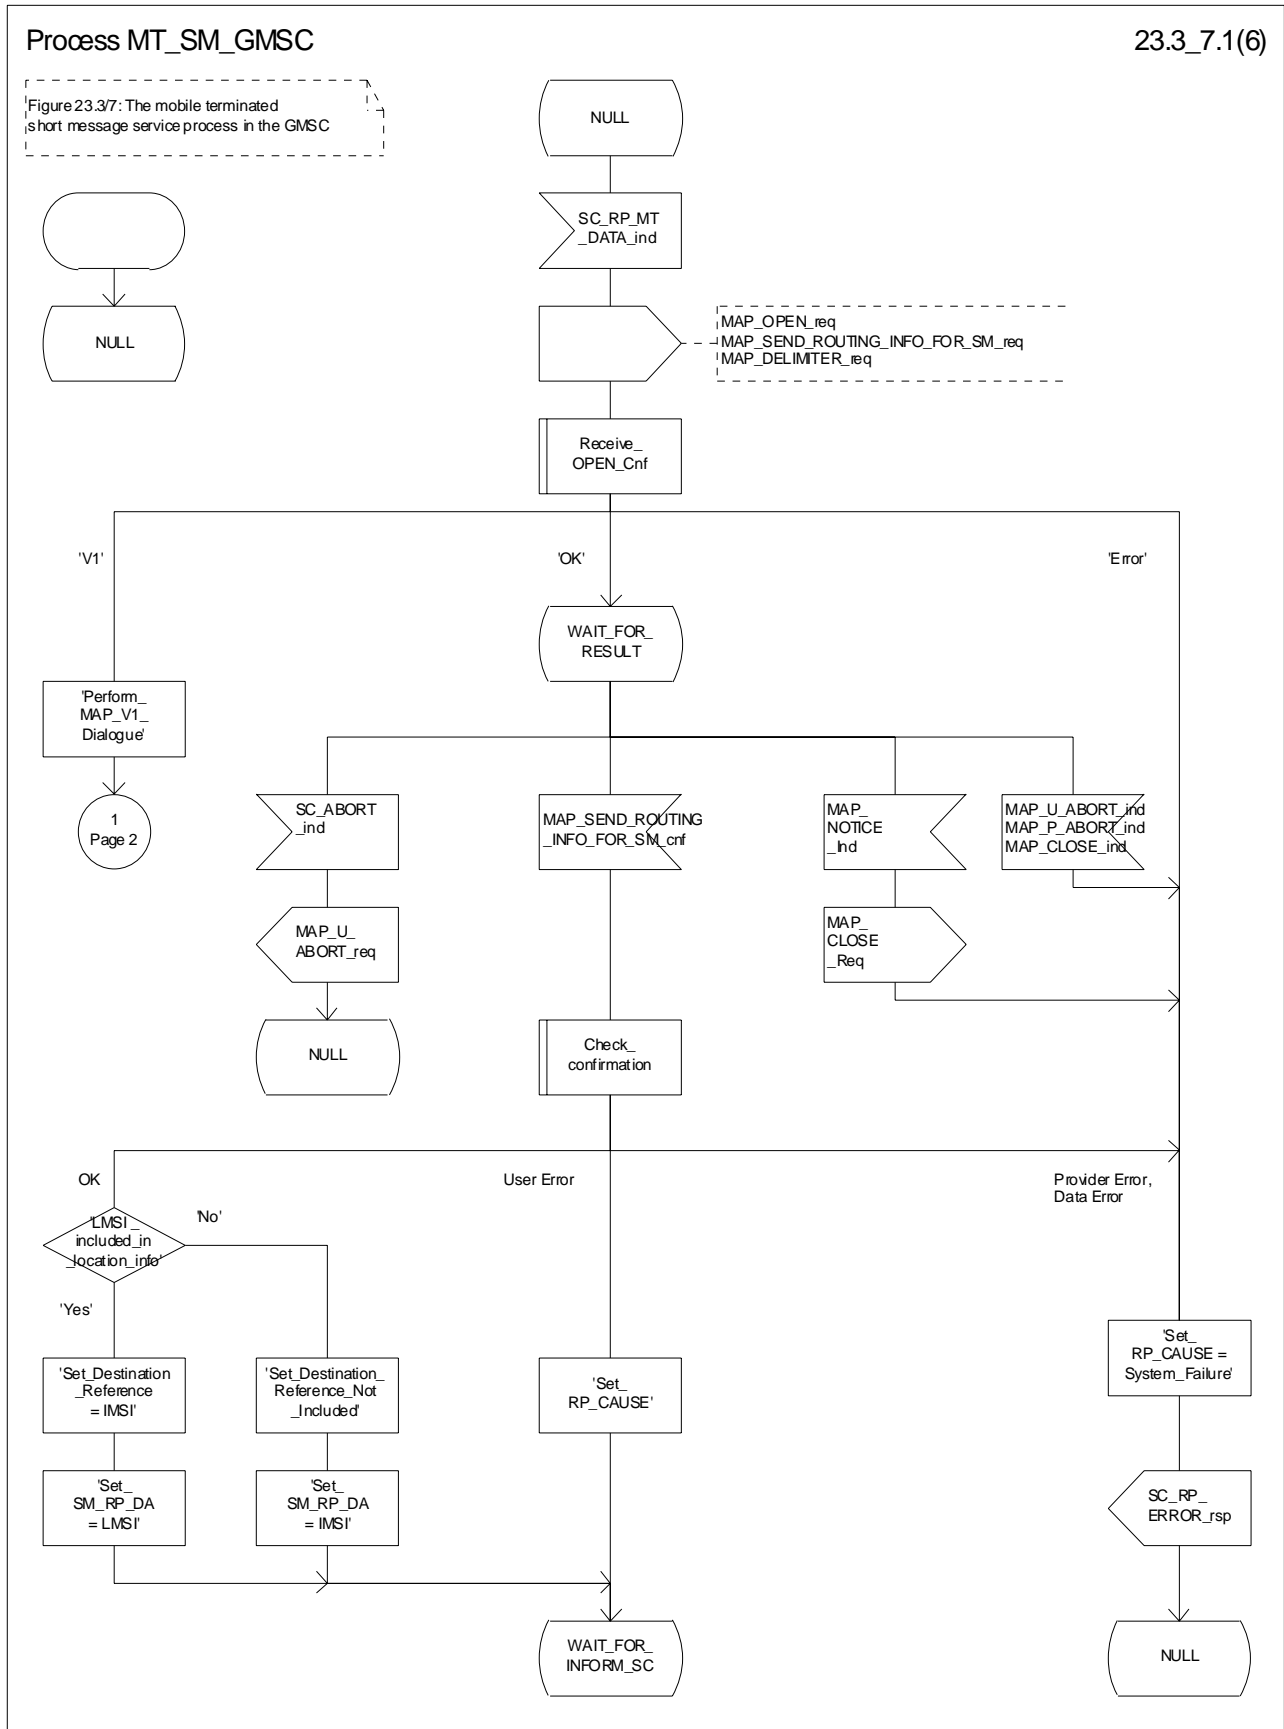 Process MT_SM_GMSC
23.3_7.1(6)
Figure 23.3/7: The mobile terminated
short message service process in the GMSC
NULL
SC_RP_MT
_DATA_ind
NULL
MAP_OPEN_req
MAP_SEND_ROUTING_INFO_FOR_SM_req
MAP_DELIMITER_req
Receive_
OPEN_Cnf
'V1'
'OK'
'Error'
WAIT_FOR_
RESULT
'Perform_
MAP_V1_
Dialogue'
1
Page 2
SC_ABORT
_ind
MAP_SEND_ROUTING
_INFO_FOR_SM_cnf
MAP_
NOTICE
_Ind
MAP_U_ABORT_ind
MAP_P_ABORT_ind
MAP_CLOSE_ind
MAP_U_
ABORT_req
MAP_
CLOSE
_Req
NULL
Check_
confirmation
OK
User Error
Provider Error,
Data Error
'LMSI_
included_in
_location_info'
'No'
'Yes'
'Set_Destination
_Reference
= IMSI'
'Set_Destination_
Reference_Not
_Included'
'Set_
RP_CAUSE'
'Set_
RP_CAUSE =
System_Failure'
'Set_
SM_RP_DA
= LMSI'
'Set_
SM_RP_DA
= IMSI'
SC_RP_
ERROR_rsp
WAIT_FOR_
INFORM_SC
NULL